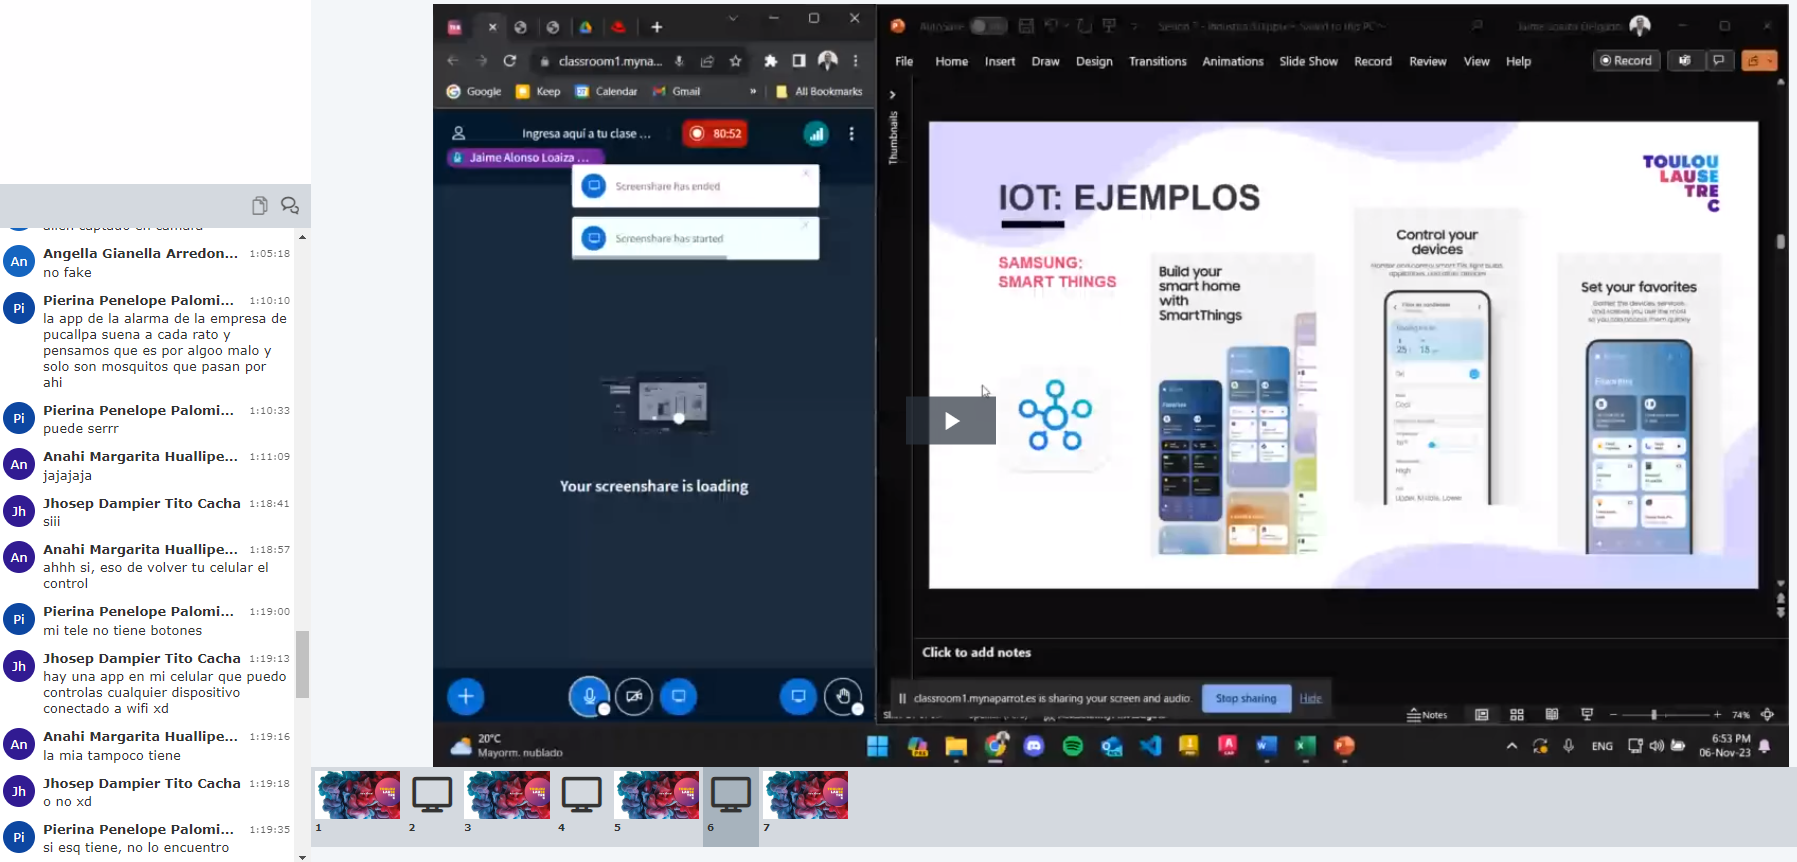 Angella Gianella Arredon... 1:05:18
no fake
Pierina Penelope Palomi... 1:10:10
la app de la alarma de la empresa de
pucallpa suena a cada rato y
pensamos que es por algoo malo y
solo son mosquitos que pasan por
ahi
Pierina Penelope Palomi... 1:10:33
puede serrr
Anahi Margarita Huallipe... 1:11:09
jajajaja
Jhosep Dampier Tito Cacha 1:18:41
siii
Anahi Margarita Huallipe... 1:18:57
ahhh si, eso de volver tu celular el
control
Pierina Penelope Palomi... 1:19:00
mi tele no tiene botones
Jhosep Dampier Tito Cacha 1:19:13
hay una app en mi celular que puedo
controlas cualquier dispositivo
conectado a wifi xd
Anahi Margarita Huallipe... 1:19:16
la mia tampoco tiene
Jhosep Dampier Tito Cacha 1:19:18
o no xd
Pierina Penelope Palomi... 1:19:35
si esq tiene, no lo encuentro
An
Pi
Pi
An
Jh
An
Pi
Jh
An
Jh
Pi
classroom1.myna...
Google Keep Calendar Gmail » All Bookmarks
Ingresa aquí a tu clase ... 80:52
Jaime Alonso Loaiza ...
Screenshare has ended
Screenshare has started
Your screenshare is loading
AutoSave
File Home Insert Draw Design Transitions Animations Slide Show Record Review View Help
Record
Thumbnails
IOT: EJEMPLOS
TOULOU
LAUSE
TRE
C
SAMSUNG:
SMART THINGS
Build your
smart home
with
SmartThings
Control your
devices
Cool
High
Upper, Middle, Lower
Set your favorites
Favorites
Click to add notes
classroom1.mynaparrot.es is sharing your screen and audio. Stop sharing Hide
Notes
74%
20°C
Mayorm. nublado
ENG
6:53 PM
06-Nov-23
1 2 3 4 5 6 7